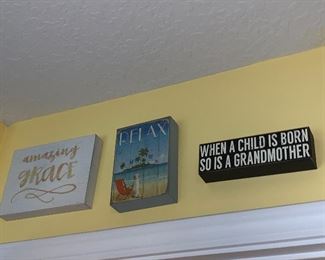 amazing
GRACE
RELAX
WHEN A CHILD IS BORN
SO IS A GRANDMOTHER